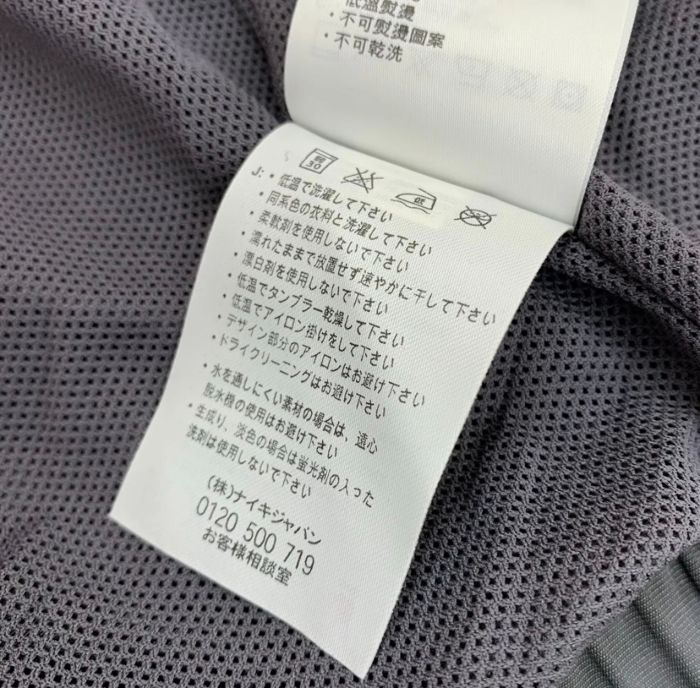 低溫熨燙
・不可熨燙圖案
・不可乾洗
J:・低温で洗濯して下さい
・同系色の衣料と洗濯して下さい
・柔軟剤を使用しないで下さい
・濡れたままで放置せず速やかに干して下さい
・漂白剤を使用しないで下さい
・低温でタンブラー乾燥して下さい
・低温でアイロン掛けをして下さい
・デザイン部分のアイロンはお避け下さい
・ドライクリーニングはお避け下さい
・水を通しにくい素材の場合は、遠心
脱水機の使用はお避け下さい
・生成り、淡色の場合は蛍光剤の入った
洗剤は使用しないで下さい
(株)ナイキジャパン
0120 500 719
お客様相談室